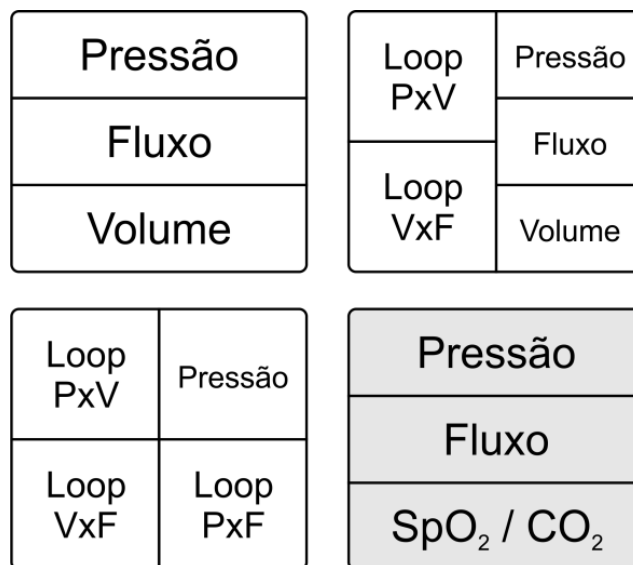 Pressão
Fluxo
Volume
Loop
PxV
Loop
VxF
Pressão
Fluxo
Volume
Loop
PxV
Pressão
Loop
VxF
Loop
PxF
Pressão
Fluxo
SpO₂ / CO₂